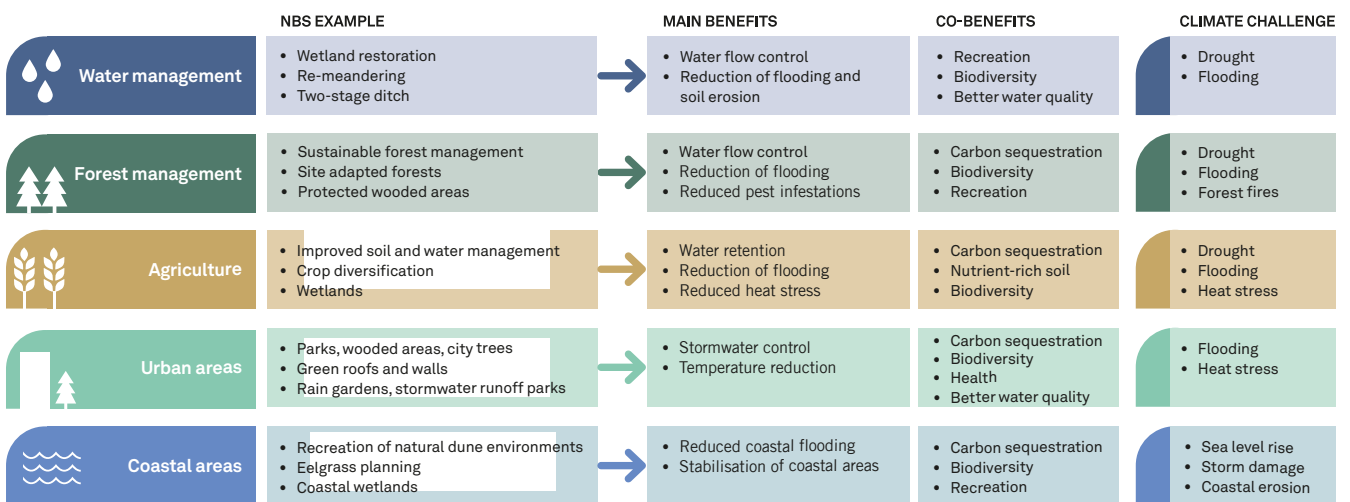 NBS EXAMPLE
MAIN BENEFITS
CO-BENEFITS
CLIMATE CHALLENGE
Water management
• Wetland restoration
• Re-meandering
• Two-stage ditch
• Water flow control
• Reduction of flooding and
soil erosion
• Recreation
• Biodiversity
• Better water quality
• Drought
• Flooding
Forest management
• Sustainable forest management
• Site adapted forests
• Protected wooded areas
• Water flow control
• Reduction of flooding
• Reduced pest infestations
• Carbon sequestration
• Biodiversity
• Recreation
• Drought
• Flooding
• Forest fires
Agriculture
• Improved soil and water management
• Crop diversification
• Wetlands
• Water retention
• Reduction of flooding
• Reduced heat stress
• Carbon sequestration
• Nutrient-rich soil
• Biodiversity
• Drought
• Flooding
• Heat stress
Urban areas
• Parks, wooded areas, city trees
• Green roofs and walls
• Rain gardens, stormwater runoff parks
• Stormwater control
• Temperature reduction
• Carbon sequestration
• Biodiversity
• Health
• Better water quality
• Flooding
• Heat stress
Coastal areas
• Recreation of natural dune environments
• Eelgrass planning
• Coastal wetlands
• Reduced coastal flooding
• Stabilisation of coastal areas
• Carbon sequestration
• Biodiversity
• Recreation
• Sea level rise
• Storm damage
• Coastal erosion